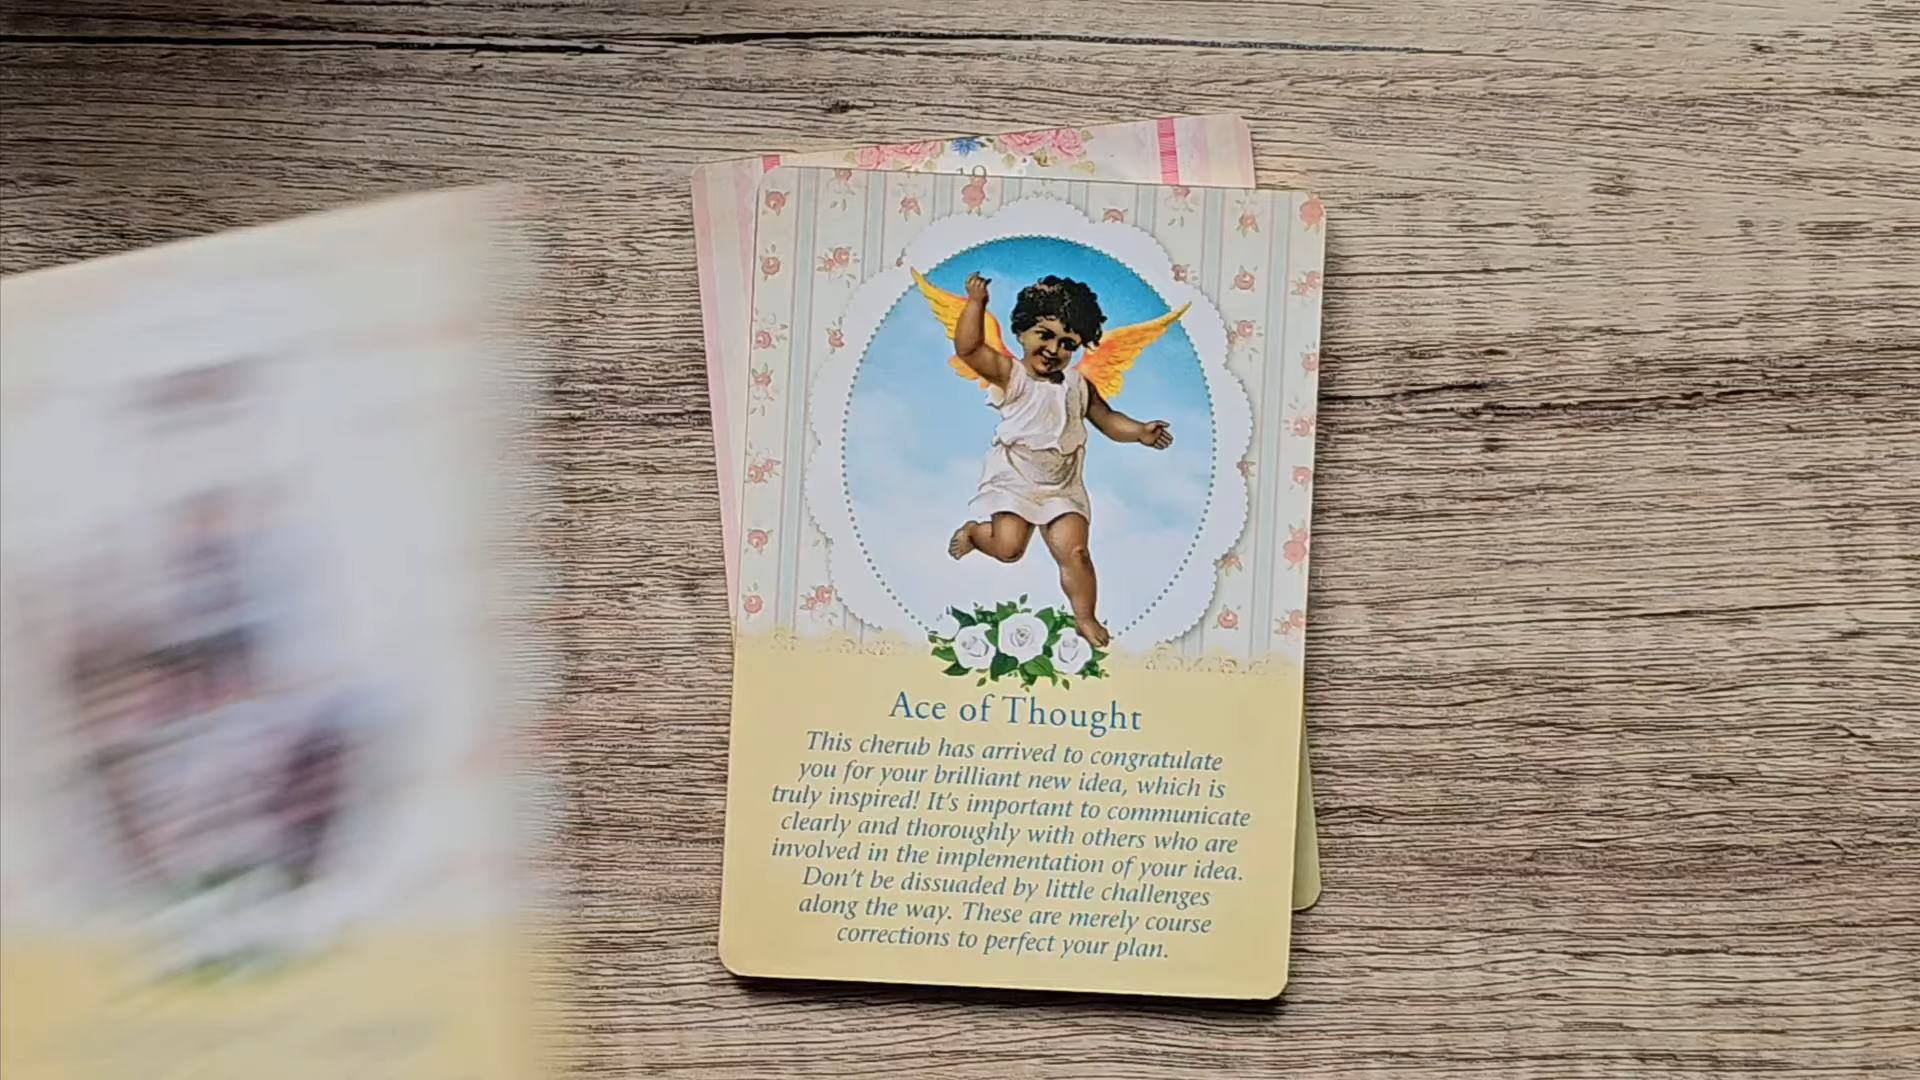 19
Ace of Thought
This cherub has arrived to congratulate
you for your brilliant new idea, which is
truly inspired! It's important to communicate
clearly and thoroughly with others who are
involved in the implementation of your idea.
Don't be dissuaded by little challenges
along the way. These are merely course
corrections to perfect your plan.